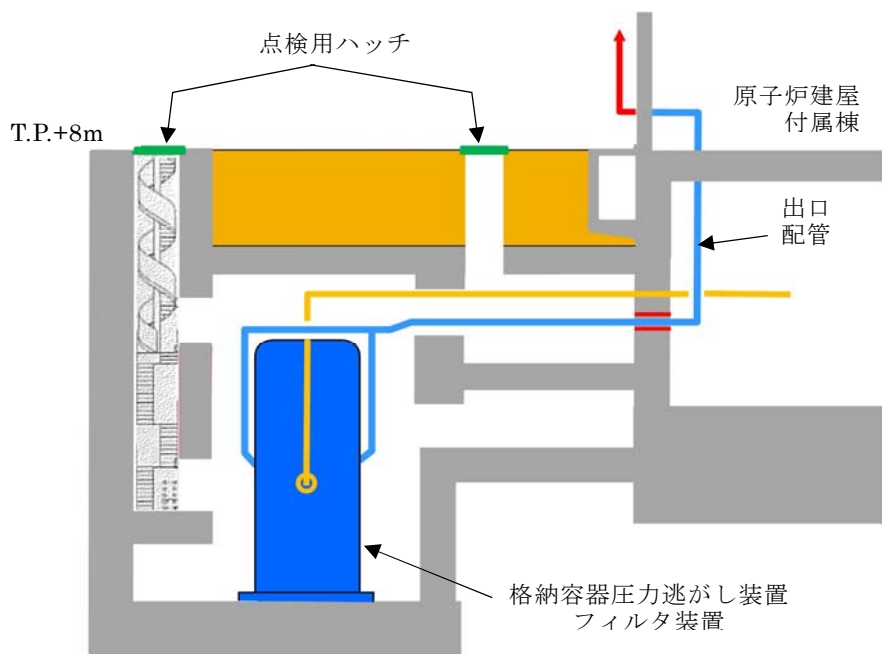 点検用ハッチ
T.P.+8m
原子炉建屋
付属棟
出口
配管
格納容器圧力逃がし装置
フィルタ装置